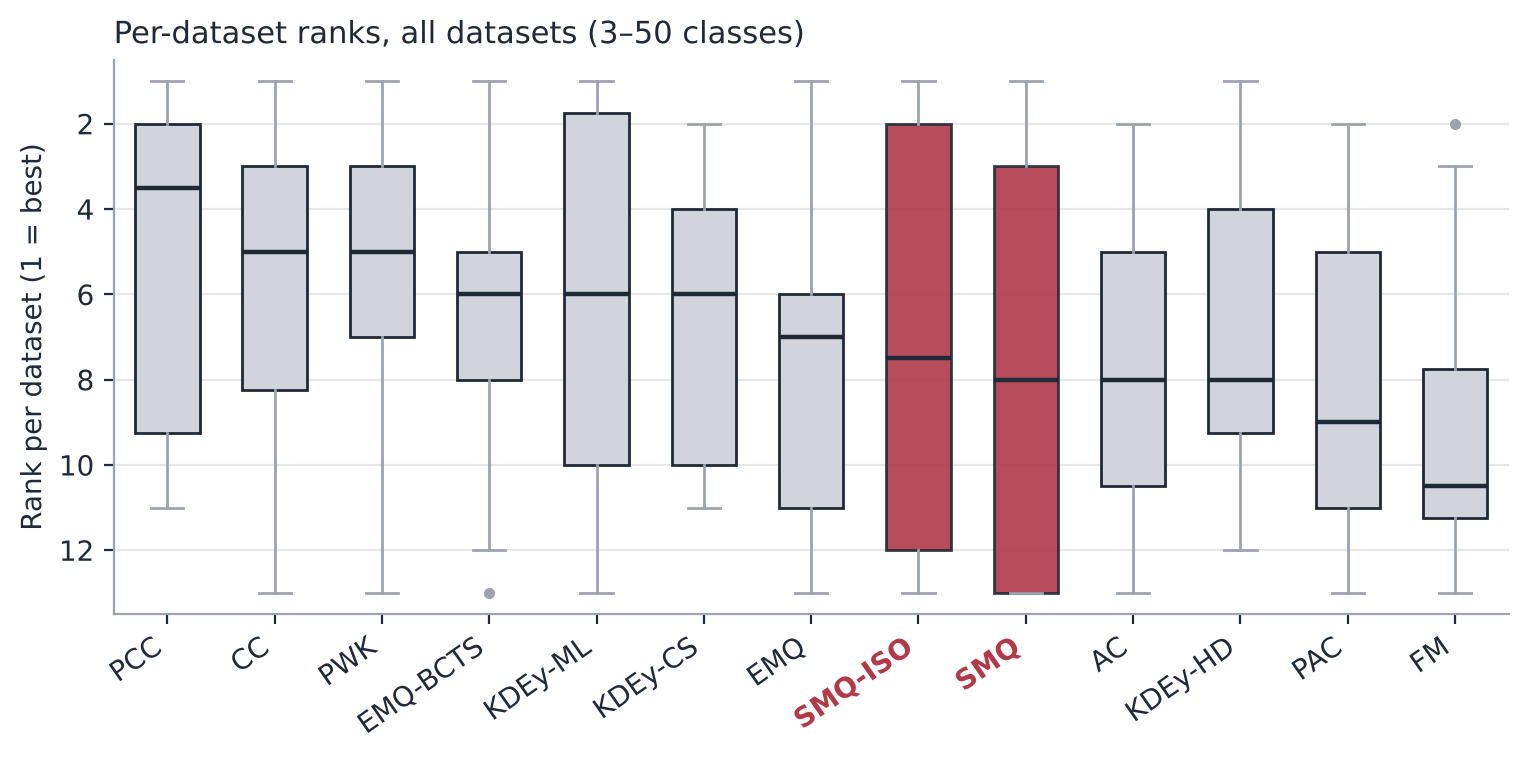 Per-dataset ranks, all datasets (3–50 classes)
Rank per dataset (1 = best)
2
4
6
8
10
12
PCC
CC
PWK
EMQ-BCTS
KDEy-ML
KDEy-CS
EMQ
SMQ-ISO
SMQ
AC
KDEy-HD
PAC
FM